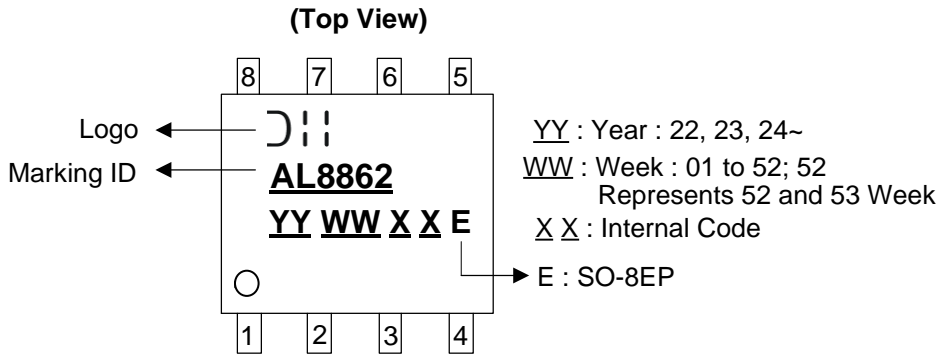 (Top View)
8 7 6 5
Logo
Marking ID
AL8862
YY WW X X E
YY : Year : 22, 23, 24~
WW : Week : 01 to 52; 52
Represents 52 and 53 Week
X X : Internal Code
E : SO-8EP
1 2 3 4